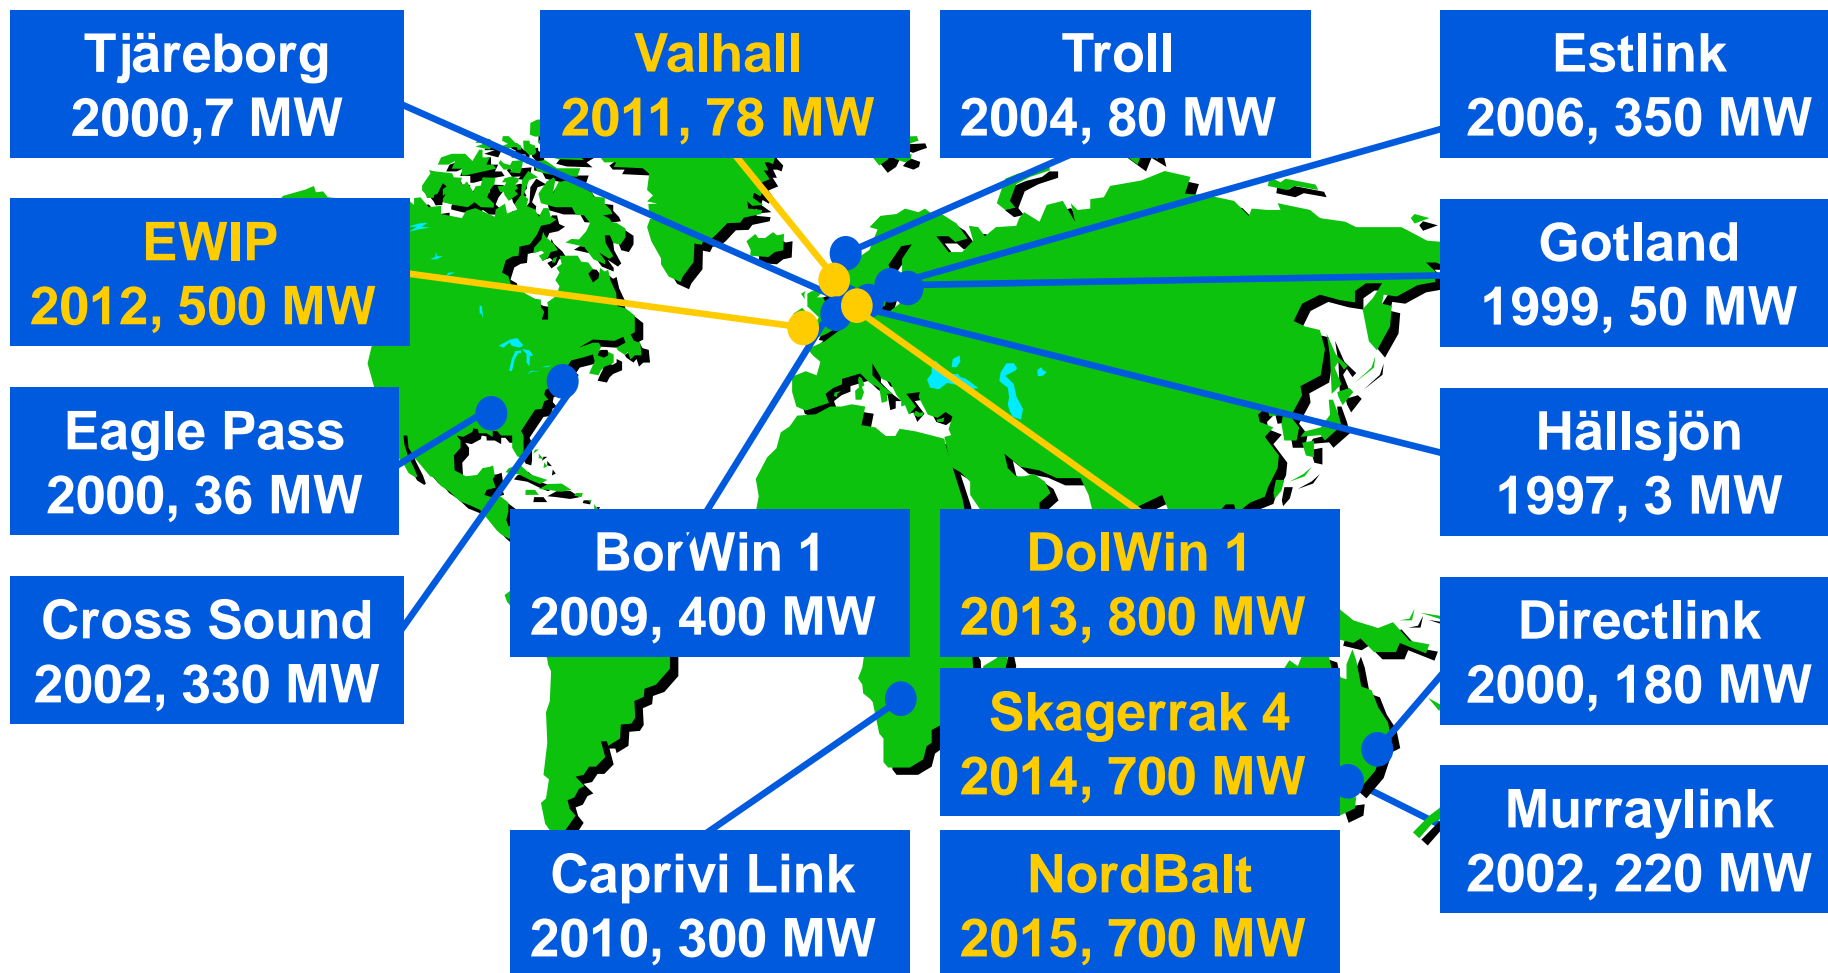 Tjäreborg
2000,7 MW
Valhall
2011, 78 MW
Troll
2004, 80 MW
Estlink
2006, 350 MW
EWIP
2012, 500 MW
Gotland
1999, 50 MW
Eagle Pass
2000, 36 MW
Hällsjön
1997, 3 MW
Cross Sound
2002, 330 MW
BorWin 1
2009, 400 MW
DolWin 1
2013, 800 MW
Directlink
2000, 180 MW
Skagerrak 4
2014, 700 MW
Murraylink
2002, 220 MW
Caprivi Link
2010, 300 MW
NordBalt
2015, 700 MW